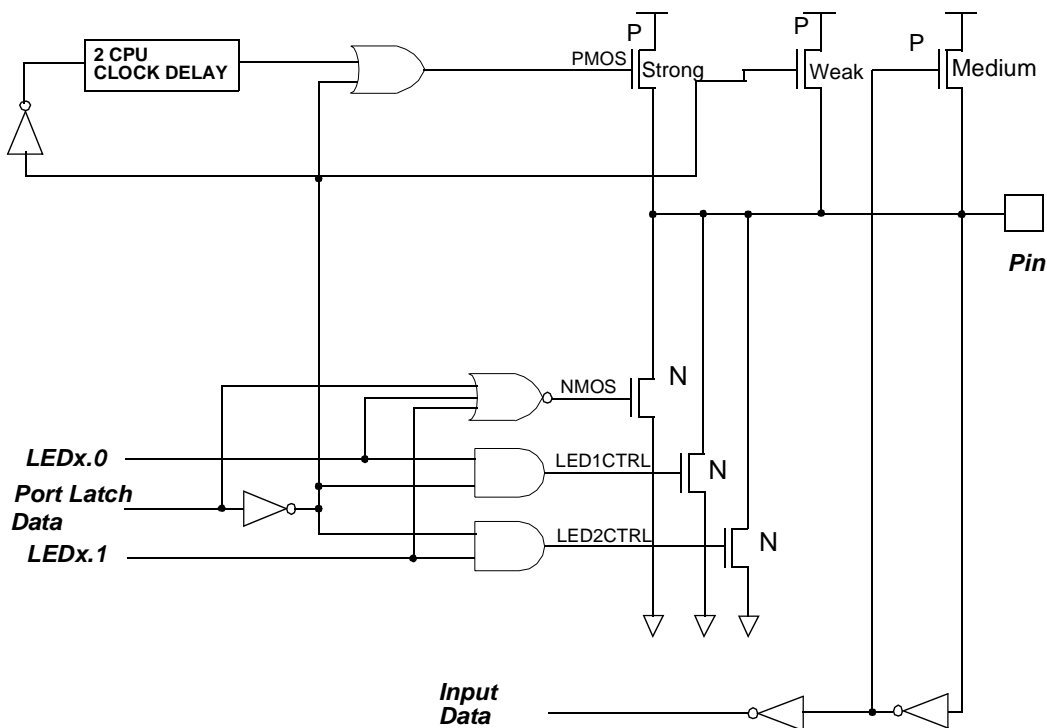 P
P
P
2 CPU
CLOCK DELAY
PMOS
Strong
Weak
Medium
Pin
N
NMOS
LEDx.0
LED1CTRL
N
Port Latch
Data
LED2CTRL
N
LEDx.1
Input
Data